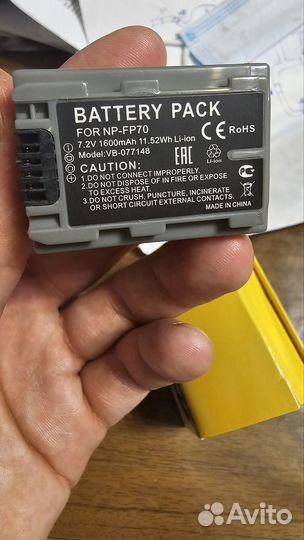 BATTERY PACK
FOR NP-FP70
7.2V 1600mAh 11.52Wh Li-ion
Model:VB-077148
CE RoHS
EAC
Li-ion
CAUTION:
1.DO NOT CONNECT IMPROPERLY
2.DO NOT DISPOSE OF IN FIRE OR EXPOSE
TO EXCESS HEAT.
3.DO NOT CRUSH, PUNCTURE, INCINERATE
OR SHORT EXTERNAL CONTACTS.
MADE IN CHINA
Avito